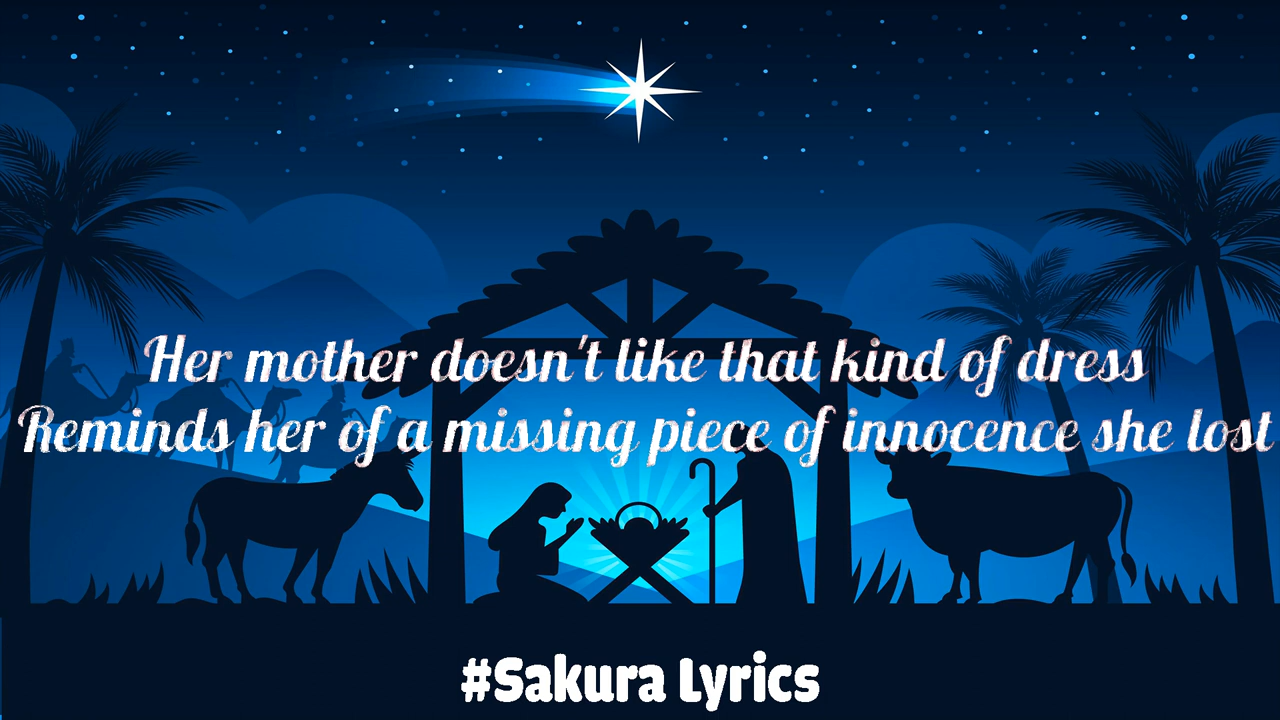 Her mother doesn't like that kind of dress
Reminds her of a missing piece of innocence she lost
#Sakura Lyrics